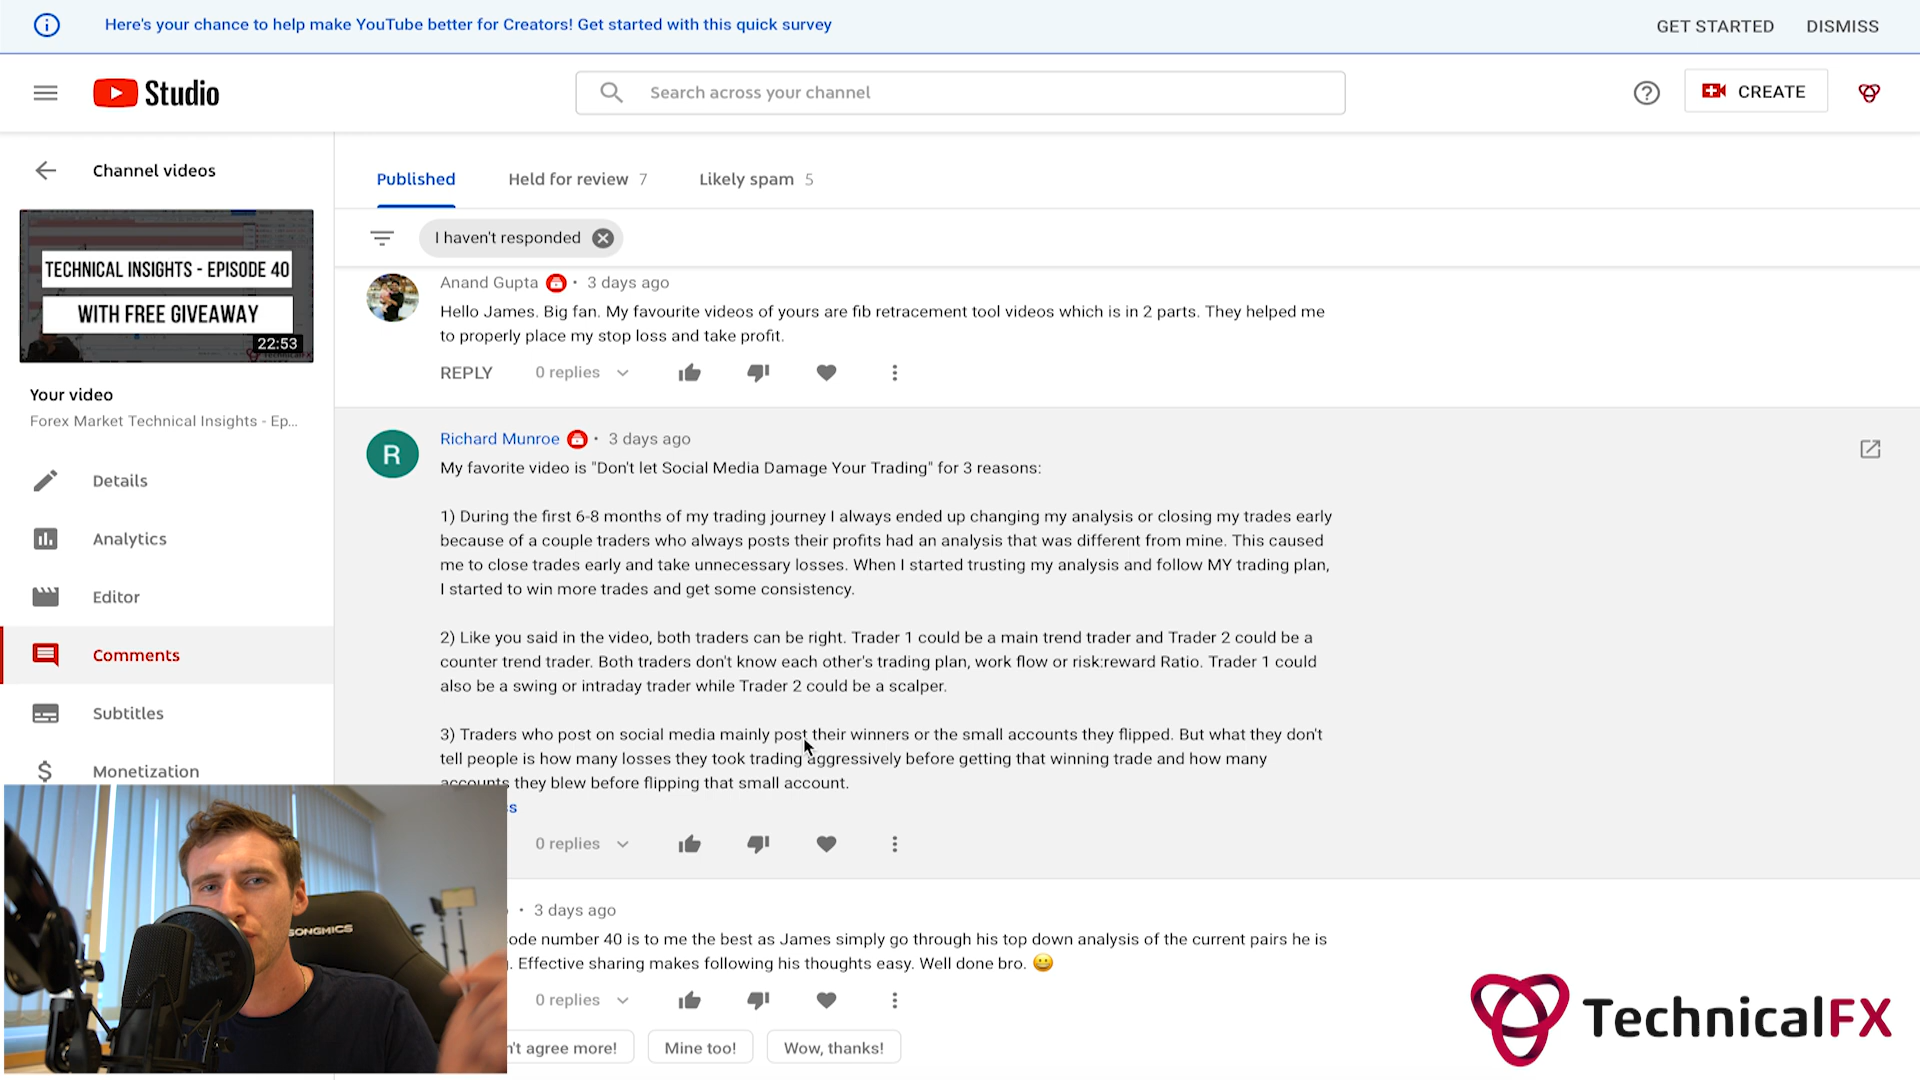 Here's your chance to help make YouTube better for Creators! Get started with this quick survey
GET STARTED
DISMISS
Studio
Search across your channel
CREATE
Channel videos
TECHNICAL INSIGHTS - EPISODE 40
WITH FREE GIVEAWAY
22:53
Your video
Forex Market Technical Insights - Ep...
Details
Analytics
Editor
Comments
Subtitles
Monetization
Published
Held for review 7
Likely spam 5
I haven't responded
Anand Gupta • 3 days ago
Hello James. Big fan. My favourite videos of yours are fib retracement tool videos which is in 2 parts. They helped me
to properly place my stop loss and take profit.
REPLY
0 replies
Richard Munroe • 3 days ago
My favorite video is "Don't let Social Media Damage Your Trading" for 3 reasons:
1) During the first 6-8 months of my trading journey I always ended up changing my analysis or closing my trades early
because of a couple traders who always posts their profits had an analysis that was different from mine. This caused
me to close trades early and take unnecessary losses. When I started trusting my analysis and follow MY trading plan,
I started to win more trades and get some consistency.
2) Like you said in the video, both traders can be right. Trader 1 could be a main trend trader and Trader 2 could be a
counter trend trader. Both traders don't know each other's trading plan, work flow or risk:reward Ratio. Trader 1 could
also be a swing or intraday trader while Trader 2 could be a scalper.
3) Traders who post on social media mainly post their winners or the small accounts they flipped. But what they don't
tell people is how many losses they took trading aggressively before getting that winning trade and how many
accounts they blew before flipping that small account.
0 replies
• 3 days ago
number 40 is to me the best as James simply go through his top down analysis of the current pairs he is
Effective sharing makes following his thoughts easy. Well done bro. 😀
0 replies
agree more!
Mine too!
Wow, thanks!
SONGMICS
TechnicalFX